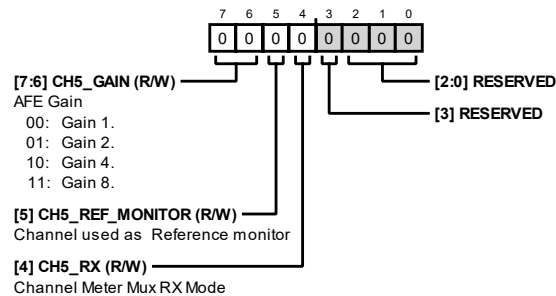 7 6 5 4 3 2 1 0
0 0 0 0 0 0 0 0
[7:6] CH5_GAIN (R/W)
AFE Gain
00: Gain 1.
01: Gain 2.
10: Gain 4.
11: Gain 8.
[5] CH5_REF_MONITOR (R/W)
Channel used as Reference monitor
[4] CH5_RX (R/W)
Channel Meter Mux RX Mode
[2:0] RESERVED
[3] RESERVED